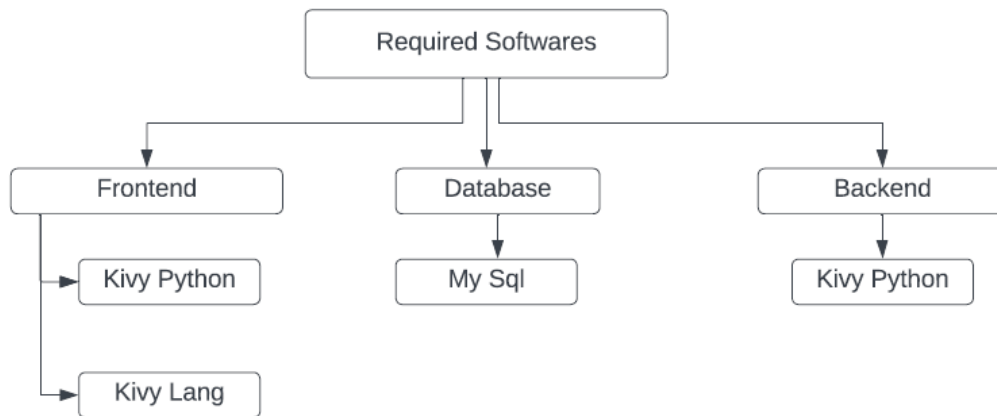 Required Softwares
Frontend
Database
Backend
Kivy Python
My Sql
Kivy Python
Kivy Lang